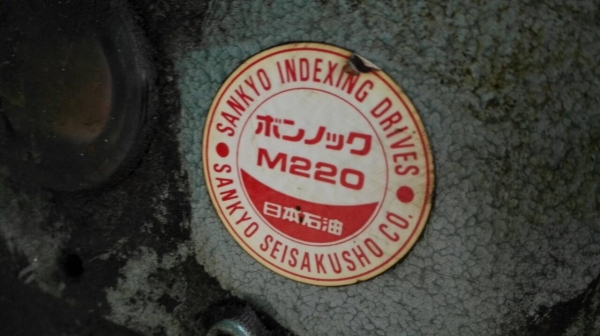 SANKYO INDEXING DRIVES
ボンノック
M220
日本石油
SANKYO SEISAKUSHO CO.